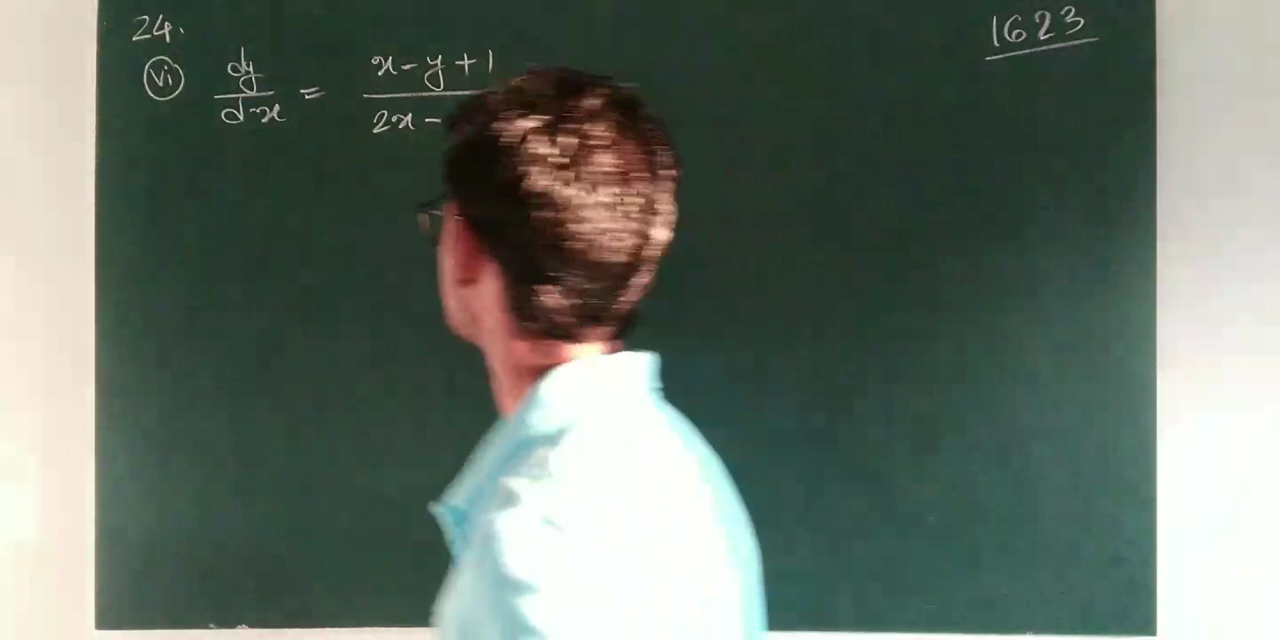 24.
1623
vi dy/dx = x-y+1 / 2x-